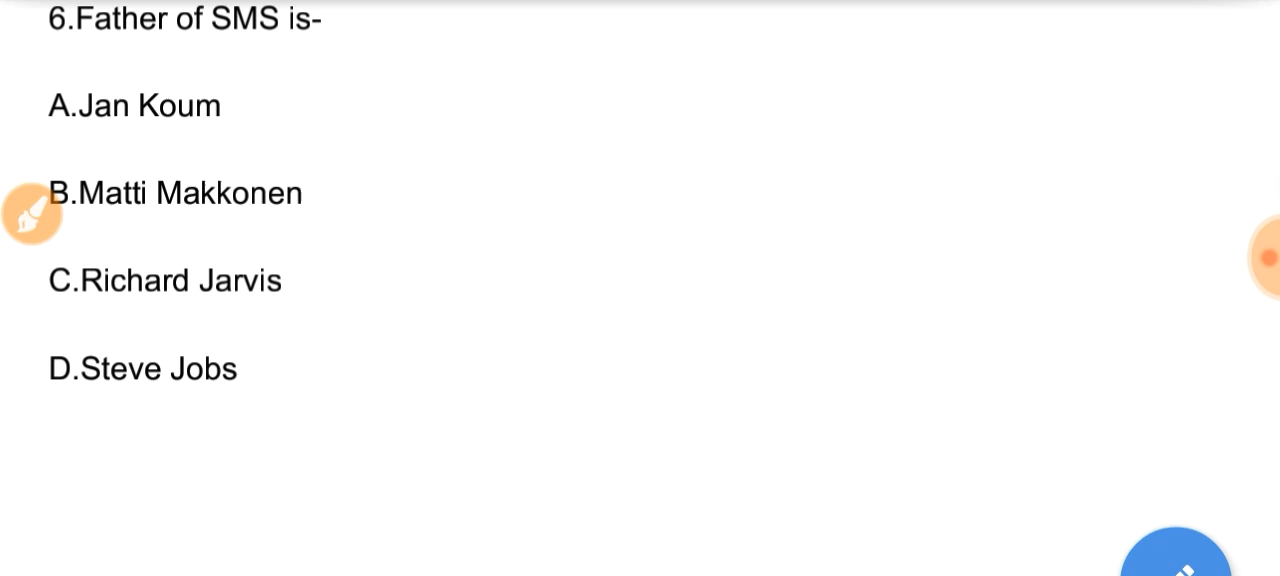 6.Father of SMS is-
A.Jan Koum
B.Matti Makkonen
C.Richard Jarvis
D.Steve Jobs